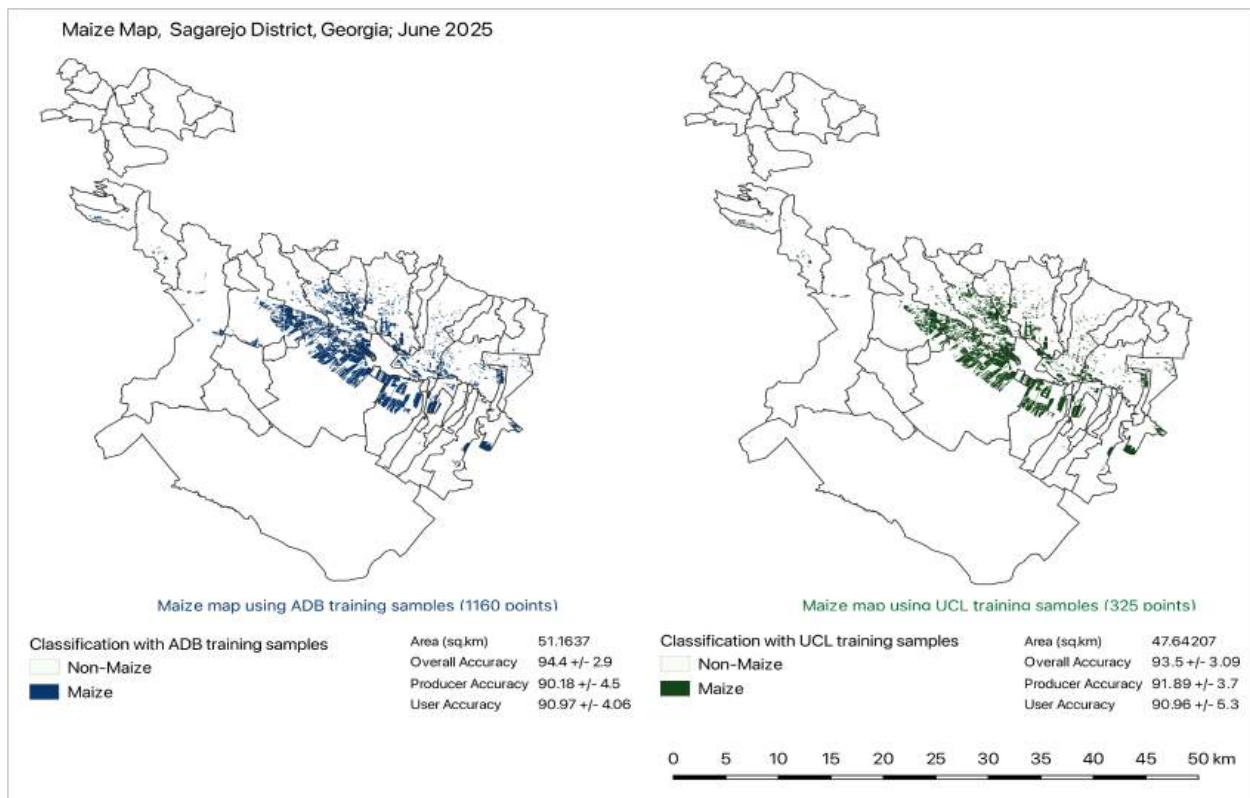 Maize Map, Sagarejo District, Georgia; June 2025
Maize map using ADB training samples (1160 points)
Maize map using UCL training samples (325 points)
Classification with ADB training samples
Non-Maize
Maize
Area (sq.km) 51.1637
Overall Accuracy 94.4 +/- 2.9
Producer Accuracy 90.18 +/- 4.5
User Accuracy 90.97 +/- 4.06
Classification with UCL training samples
Non-Maize
Maize
Area (sq.km) 47.64207
Overall Accuracy 93.5 +/- 3.09
Producer Accuracy 91.89 +/- 3.7
User Accuracy 90.96 +/- 5.3
0 5 10 15 20 25 30 35 40 45 50 km